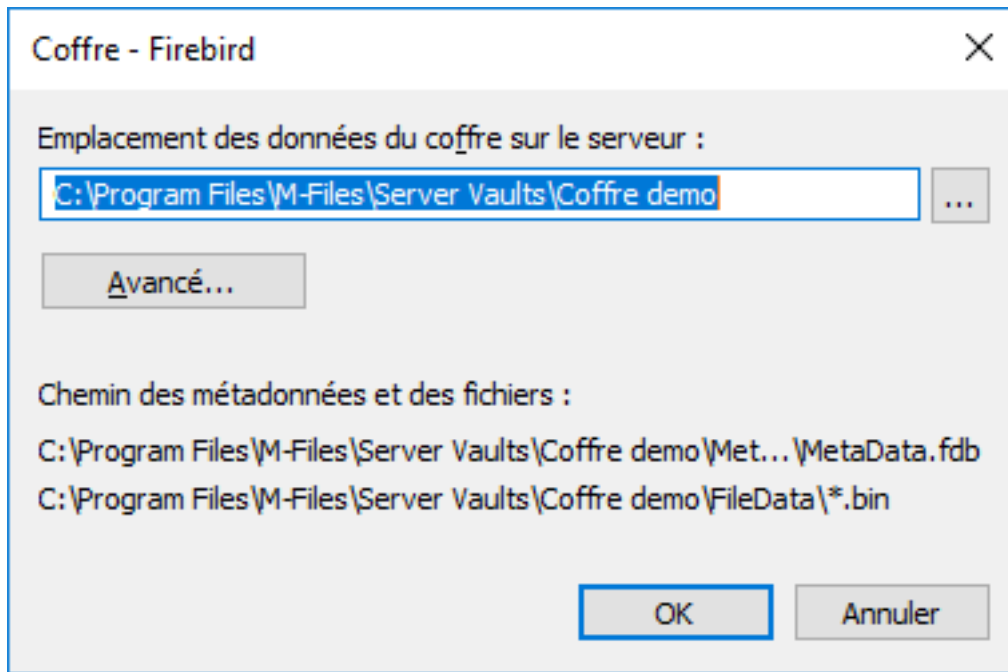 Coffre - Firebird
Emplacement des données du coffre sur le serveur :
C:\Program Files\M-Files\Server Vaults\Coffre demo
...
Avancé...
Chemin des métadonnées et des fichiers :
C:\Program Files\M-Files\Server Vaults\Coffre demo\Met...\MetaData.fdb
C:\Program Files\M-Files\Server Vaults\Coffre demo\FileData\*.bin
OK Annuler